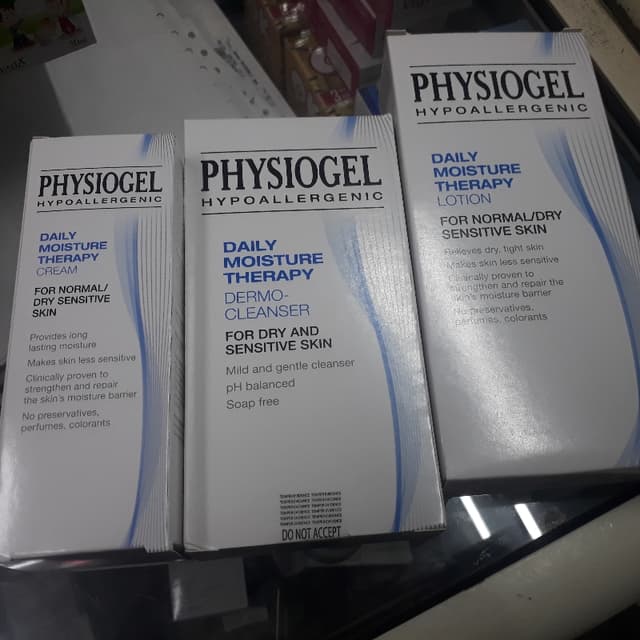 PHYSIOGEL
HYPOALLERGENIC
DAILY
MOISTURE
THERAPY
CREAM
FOR NORMAL/
DRY SENSITIVE
SKIN
Provides long
lasting moisture
Makes skin less sensitive
Clinically proven to
strengthen and repair
the skin's moisture barrier
No preservatives,
perfumes, colorants
PHYSIOGEL
HYPOALLERGENIC
DAILY
MOISTURE
THERAPY
DERMO-
CLEANSER
FOR DRY AND
SENSITIVE SKIN
Mild and gentle cleanser
pH balanced
Soap free
DO NOT ACCEPT
PHYSIOGEL
HYPOALLERGENIC
DAILY
MOISTURE
THERAPY
LOTION
FOR NORMAL/DRY
SENSITIVE SKIN
Relieves dry, tight skin
Makes skin less sensitive
Clinically proven to
strengthen and repair the
skin's moisture barrier
No preservatives,
perfumes, colorants